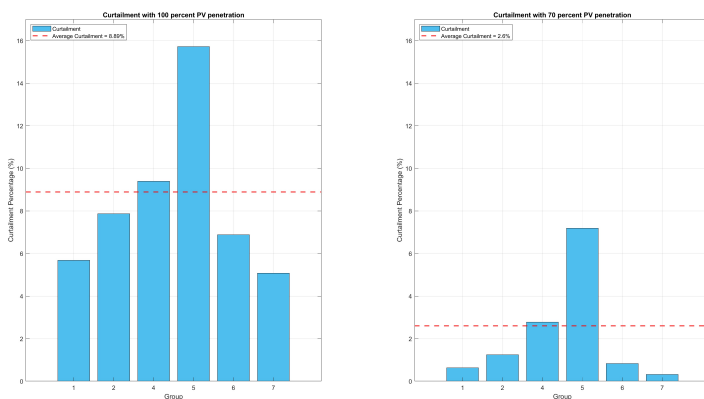 Curtailment with 100 percent PV penetration
Curtailment
Average Curtailment = 8.89%
16
14
12
10
8
6
4
2
0
Curtailment Percentage (%)
1 2 4 5 6 7
Group
Curtailment with 70 percent PV penetration
Curtailment
Average Curtailment = 2.6%
16
14
12
10
8
6
4
2
0
Curtailment Percentage (%)
1 2 4 5 6 7
Group